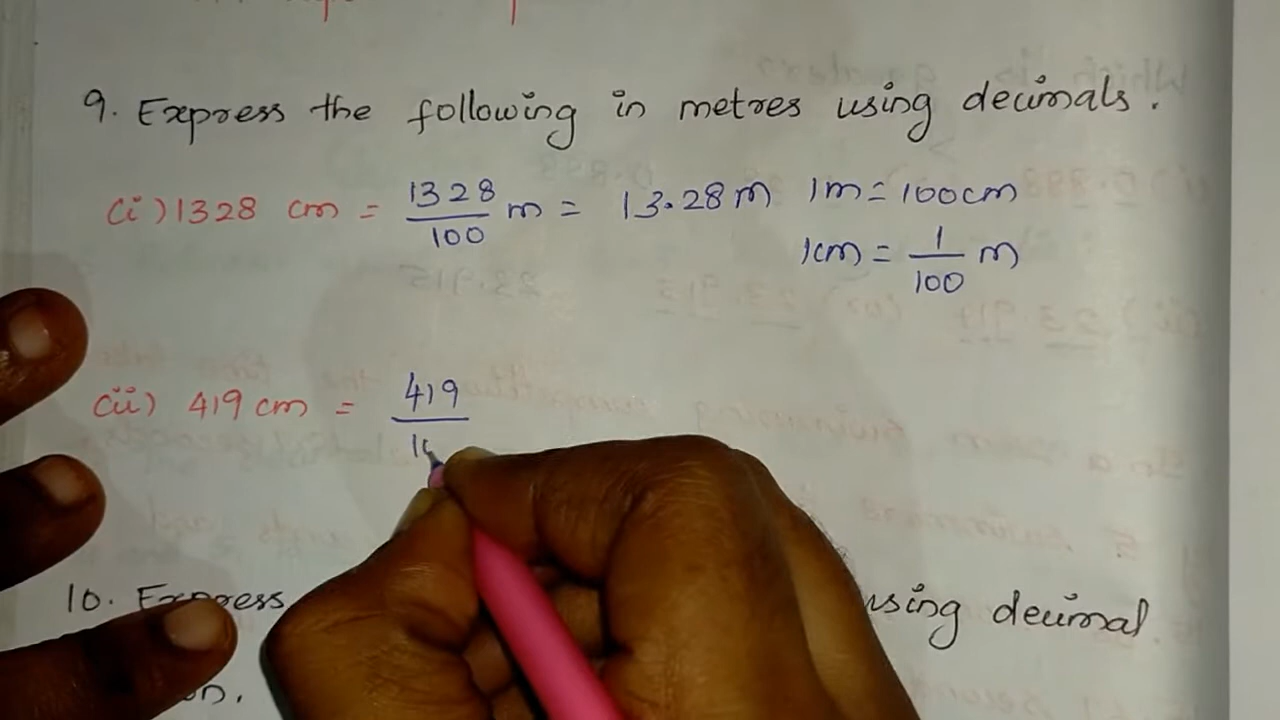 9. Express the following in metres using decimals.
(i) 1328 cm = 1328/100 m = 13.28 m 1m = 100cm
1cm = 1/100 m
(ii) 419 cm = 419/10
10. Express using decimal